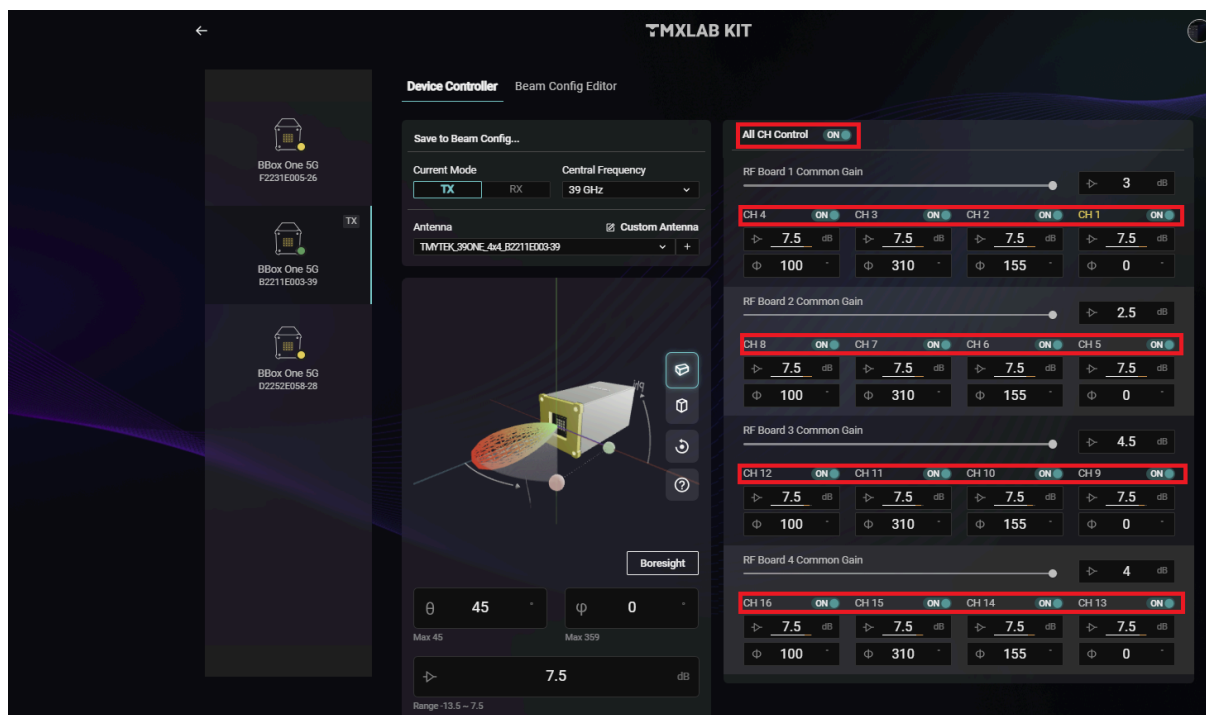 TMXLAB KIT
BBox One 5G
F2231E005-26
TX
BBox One 5G
B2211E003-39
BBox One 5G
D2252E058-28
Device Controller Beam Config Editor
Save to Beam Config...
Current Mode Central Frequency
TX RX 39 GHz
Antenna Custom Antenna
TMYTEK_39ONE_4x4_B2211E003-39 +
Boresight
θ 45 ° φ 0 °
Max 45 Max 359
7.5 dB
Range -13.5 ~ 7.5
All CH Control ON
RF Board 1 Common Gain
3 dB
CH 4 ON CH 3 ON CH 2 ON CH 1 ON
7.5 dB 7.5 dB 7.5 dB 7.5 dB
Φ 100 ° Φ 310 ° Φ 155 ° Φ 0 °
RF Board 2 Common Gain
2.5 dB
CH 8 ON CH 7 ON CH 6 ON CH 5 ON
7.5 dB 7.5 dB 7.5 dB 7.5 dB
Φ 100 ° Φ 310 ° Φ 155 ° Φ 0 °
RF Board 3 Common Gain
4.5 dB
CH 12 ON CH 11 ON CH 10 ON CH 9 ON
7.5 dB 7.5 dB 7.5 dB 7.5 dB
Φ 100 ° Φ 310 ° Φ 155 ° Φ 0 °
RF Board 4 Common Gain
4 dB
CH 16 ON CH 15 ON CH 14 ON CH 13 ON
7.5 dB 7.5 dB 7.5 dB 7.5 dB
Φ 100 ° Φ 310 ° Φ 155 ° Φ 0 °